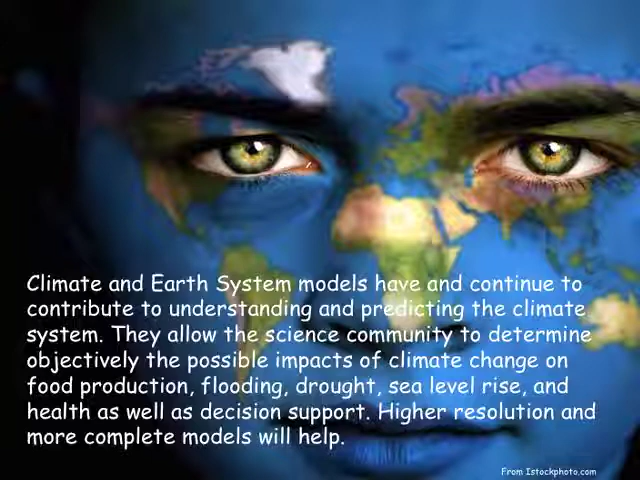 Climate and Earth System models have and continue to
contribute to understanding and predicting the climate
system. They allow the science community to determine
objectively the possible impacts of climate change on
food production, flooding, drought, sea level rise, and
health as well as decision support. Higher resolution and
more complete models will help.
From Istockphoto.com